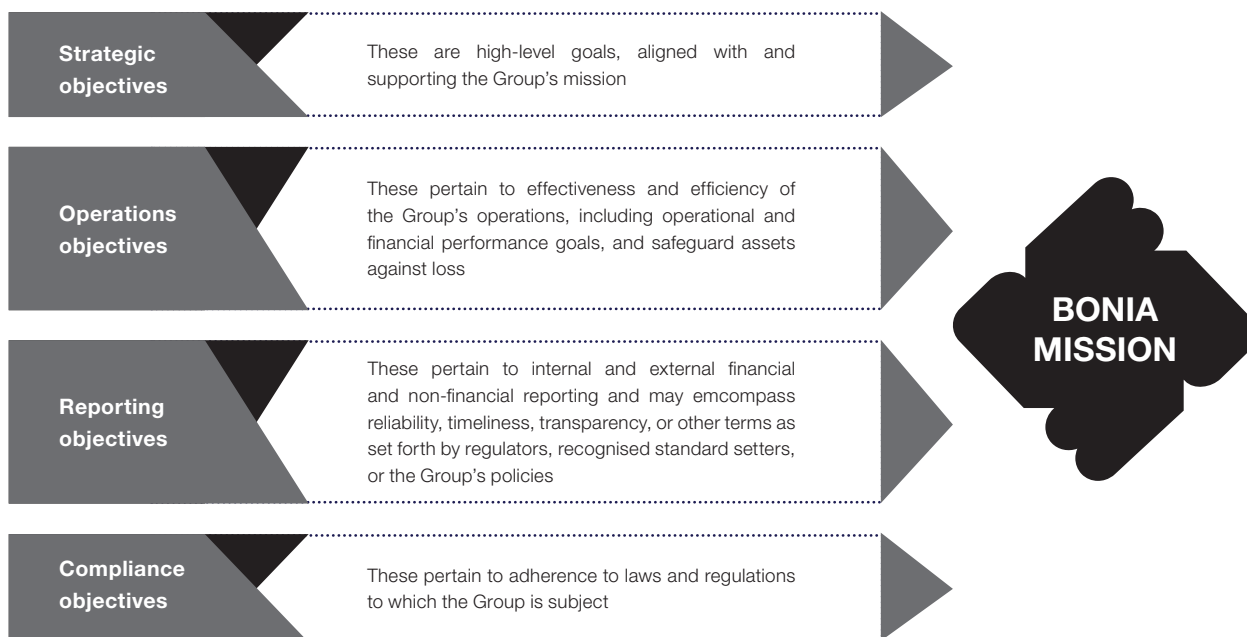 Strategic
objectives
These are high-level goals, aligned with and
supporting the Group’s mission
Operations
objectives
These pertain to effectiveness and efficiency of
the Group’s operations, including operational and
financial performance goals, and safeguard assets
against loss
Reporting
objectives
These pertain to internal and external financial
and non-financial reporting and may emcompass
reliability, timeliness, transparency, or other terms as
set forth by regulators, recognised standard setters,
or the Group’s policies
Compliance
objectives
These pertain to adherence to laws and regulations
to which the Group is subject
BONIA
MISSION